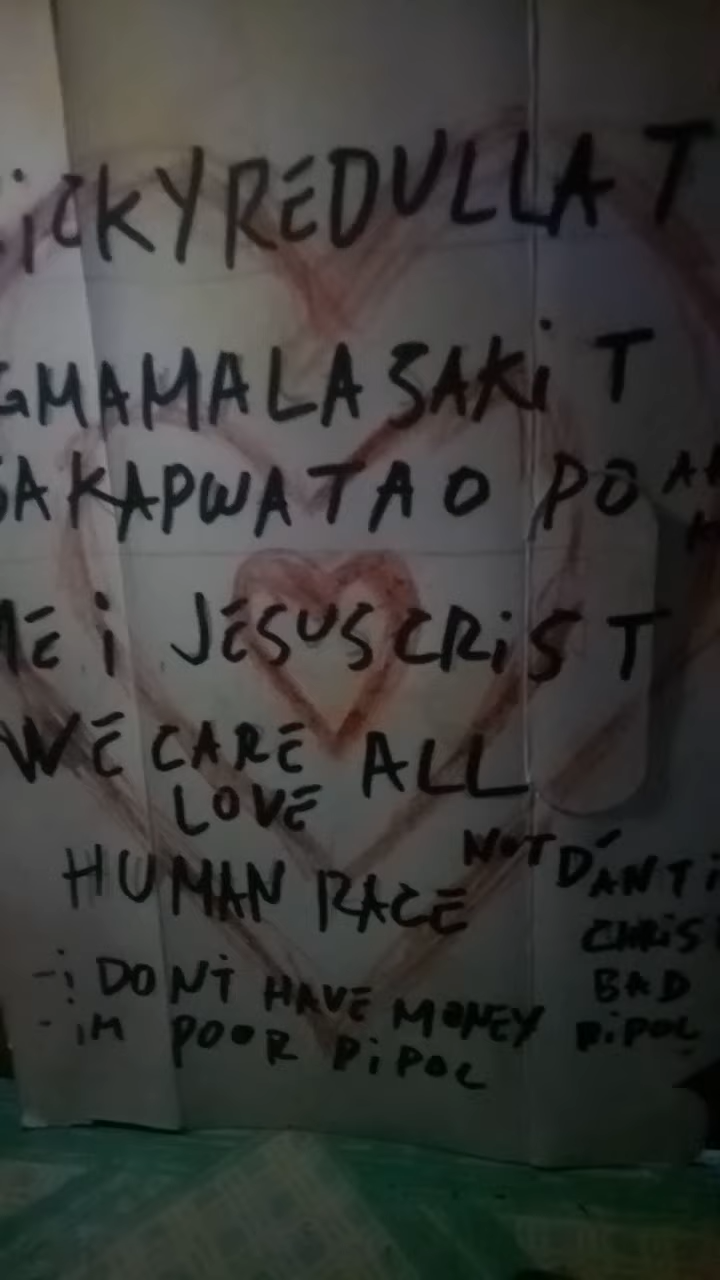 iCKYREDULLA T
GMAMALASAKiT
SAKAPWATAO PO
ME i JESUSCRiST
WE CARE ALL
LOVE
HUMAN RACE
NOT D'ANTi
CHRiS
BAD
PiPOL
-i DONT HAVE MONEY
-iM POOR PiPOL